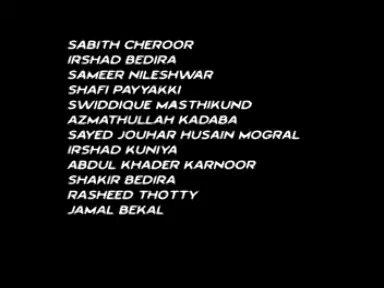 SABITH CHEROOR
IRSHAD BEDIRA
SAMEER NILESHWAR
SHAFI PAYYAKKI
SWIDDIQUE MASTHIKUND
AZMATHULLAH KADABA
SAYED JOUHAR HUSAIN MOGRAL
IRSHAD KUNIYA
ABDUL KHADER KARNOOR
SHAKIR BEDIRA
RASHEED THOTTY
JAMAL BEKAL